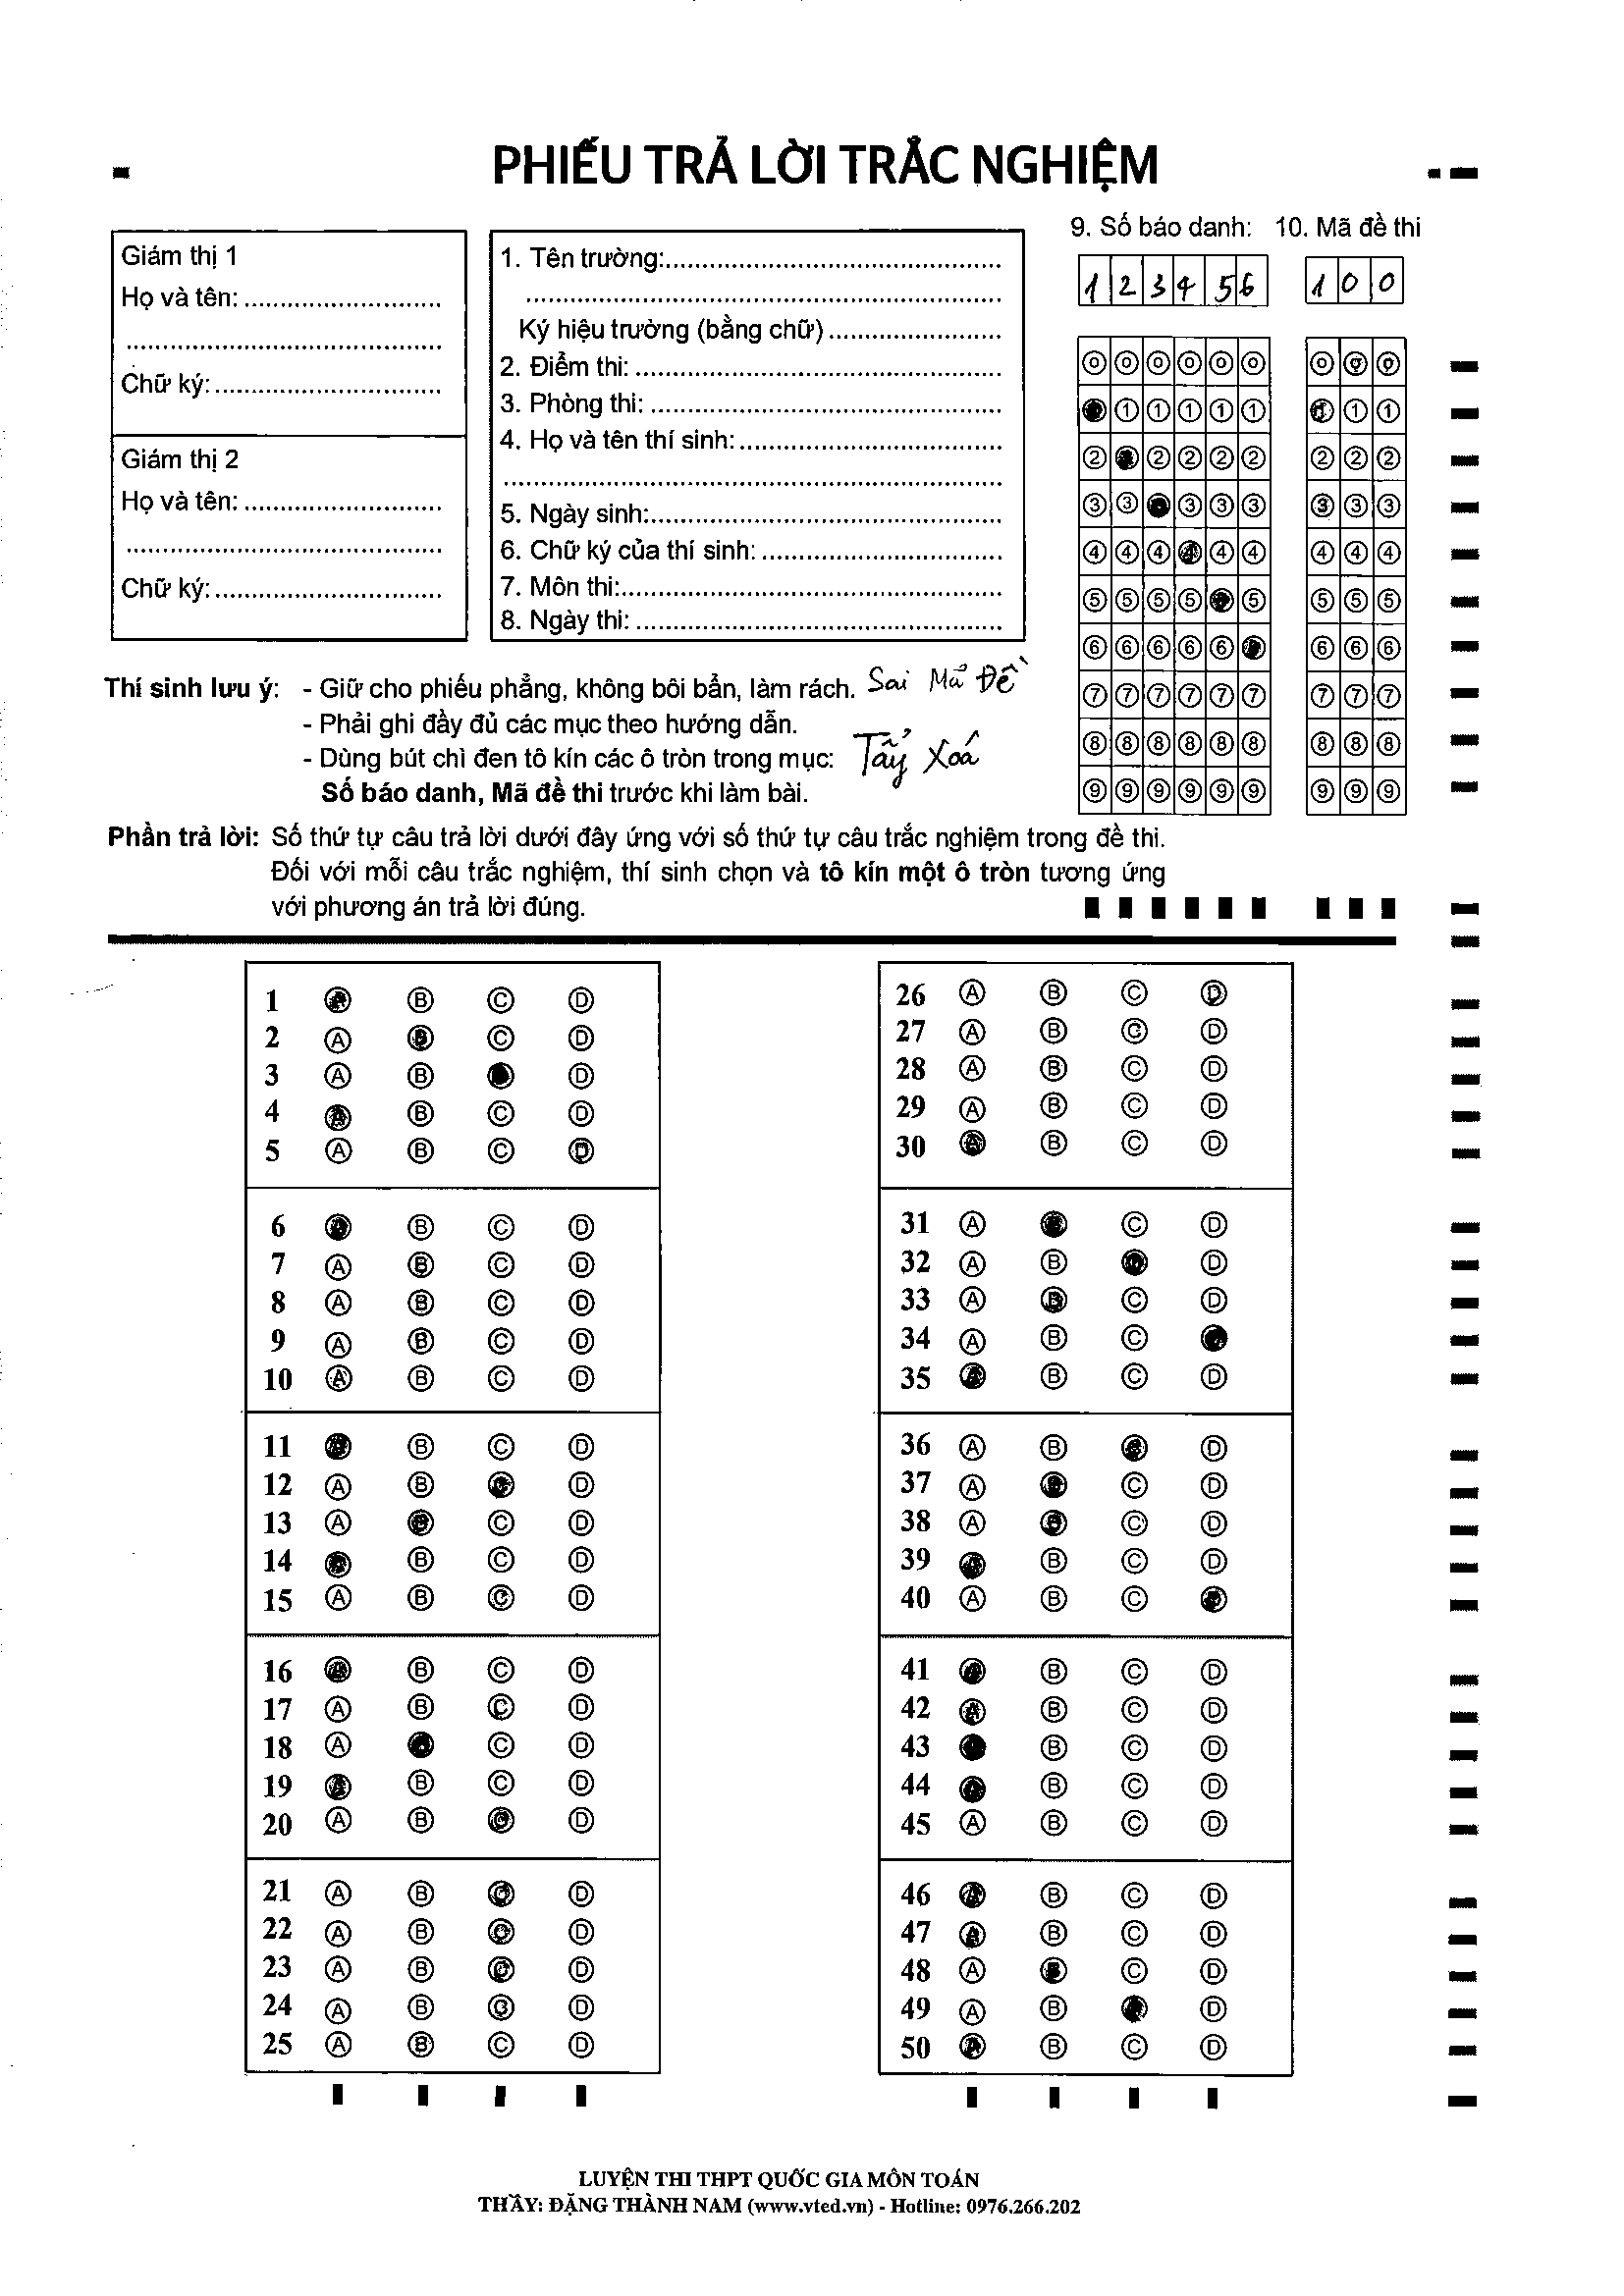 PHIẾU TRẢ LỜI TRẮC NGHIỆM
Giám thị 1
Họ và tên:
Chữ ký:
Giám thị 2
Họ và tên:
Chữ ký:
1. Tên trường:
Ký hiệu trường (bằng chữ)
2. Điểm thi:
3. Phòng thi:
4. Họ và tên thí sinh:
5. Ngày sinh:
6. Chữ ký của thí sinh:
7. Môn thi:
8. Ngày thi:
9. Số báo danh: 10. Mã đề thi
1 2 3 4 5 6 1 0 0
0 0 0 0 0 0 0 0 0
1 1 1 1 1 1 1 1
2 2 2 2 2 2 2 2
3 3 3 3 3 3 3 3
4 4 4 4 4 4 4 4 4
5 5 5 5 5 5 5 5
6 6 6 6 6 6 6 6
7 7 7 7 7 7 7 7 7
8 8 8 8 8 8 8 8 8
9 9 9 9 9 9 9 9 9
Thí sinh lưu ý: - Giữ cho phiếu phẳng, không bôi bẩn, làm rách. Sai Mã Đề
- Phải ghi đầy đủ các mục theo hướng dẫn.
- Dùng bút chì đen tô kín các ô tròn trong mục: Tẩy Xoá
Số báo danh, Mã đề thi trước khi làm bài.
Phần trả lời: Số thứ tự câu trả lời dưới đây ứng với số thứ tự câu trắc nghiệm trong đề thi.
Đối với mỗi câu trắc nghiệm, thí sinh chọn và tô kín một ô tròn tương ứng
với phương án trả lời đúng.
1 A B C D
2 A B C D
3 A B D
4 A B C D
5 A B C D
6 A B C D
7 A B C D
8 A B C D
9 A B C D
10 A B C D
11 B C D
12 A B C D
13 A B C D
14 B C D
15 A B C D
16 A B C D
17 A B C D
18 A C D
19 A B C D
20 A B C D
21 A B C D
22 A B C D
23 A B C D
24 A B C D
25 A B C D
26 A B C D
27 A B C D
28 A B C D
29 A B C D
30 A B C D
31 A B C D
32 A B D
33 A B C D
34 A B C
35 A B C D
36 A B C D
37 A B C D
38 A B C D
39 A B C D
40 A B C
41 A B C D
42 A B C D
43 B C D
44 A B C D
45 A B C D
46 A B C D
47 A B C D
48 A B C D
49 A B D
50 A B C D
LUYỆN THI THPT QUỐC GIA MÔN TOÁN
THẦY: ĐẶNG THÀNH NAM (www.vted.vn) - Hotline: 0976.266.202